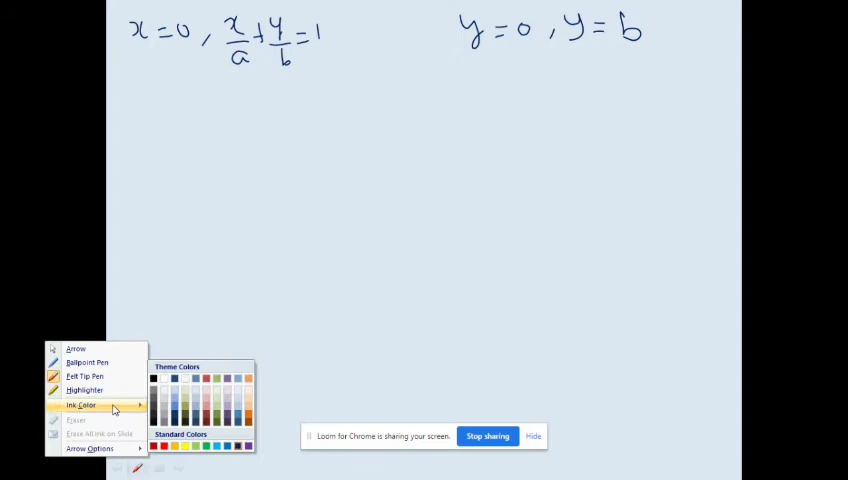 x = 0 , x/a + y/b = 1
y = 0 , y = b
Arrow
Ballpoint Pen
Felt Tip Pen
Highlighter
Ink Color
Eraser
Erase All Ink on Slide
Arrow Options
Theme Colors
Standard Colors
Loom for Chrome is sharing your screen. Stop sharing Hide